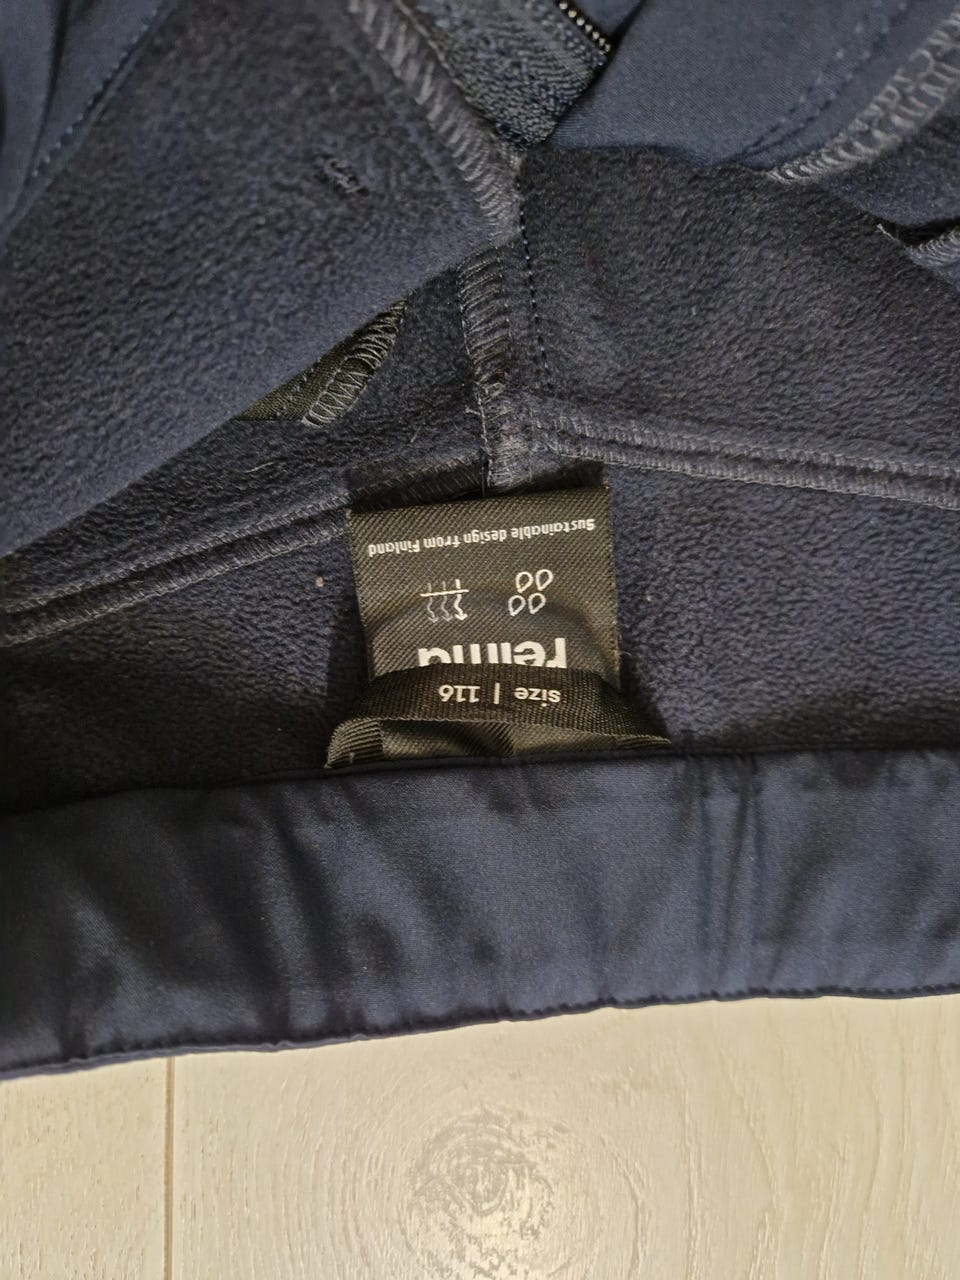 size | 116
reima
Sustainable design from Finland